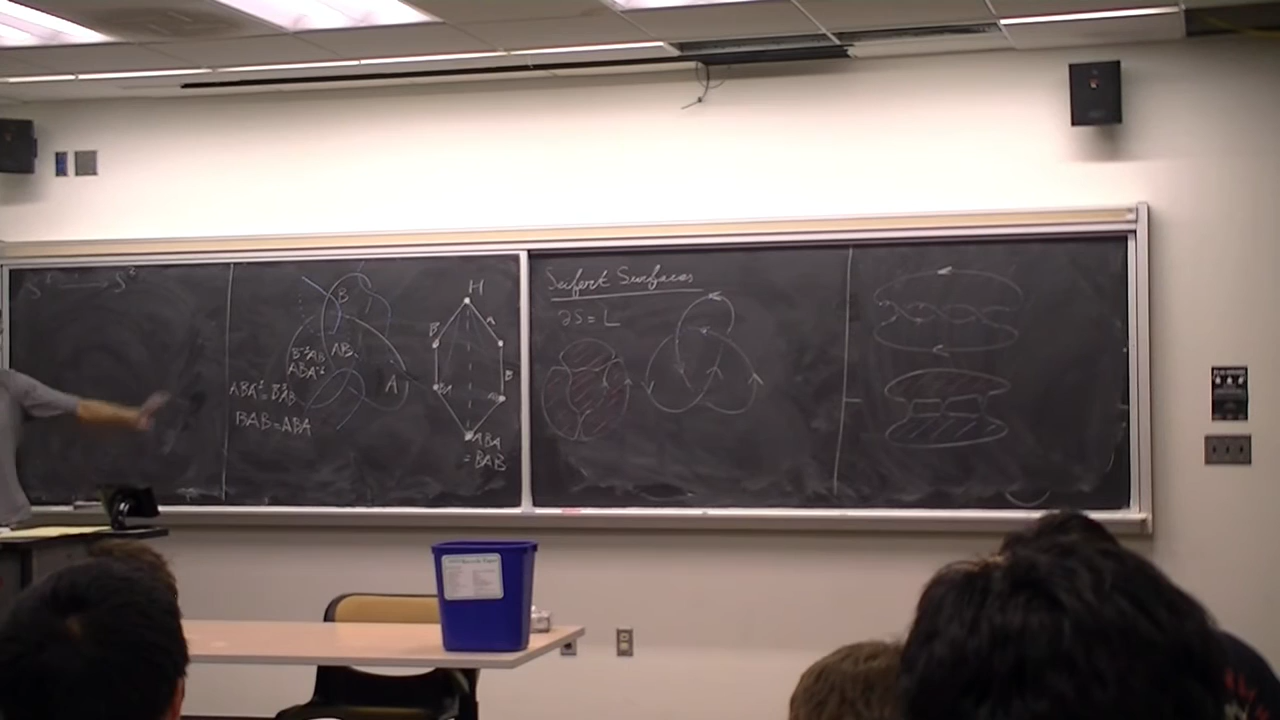 S³ → S²
B
B⁻¹AB
ABA⁻¹
AB
A
ABA⁻¹ = B⁻¹AB
BAB = ABA
H
B
A
B
ABA
= BAB
Seifert Surfaces
∂S = L